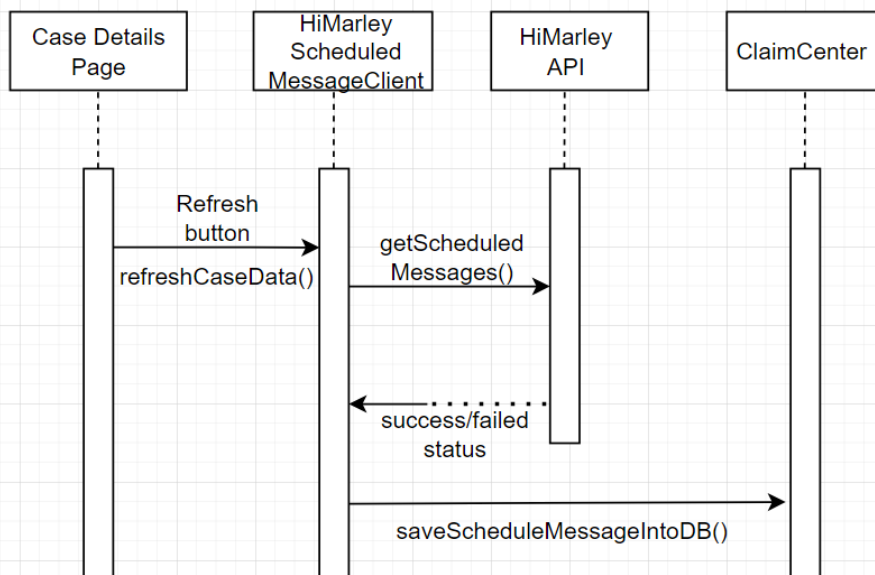 Case Details
Page
HiMarley
Scheduled
MessageClient
HiMarley
API
ClaimCenter
Refresh
button
refreshCaseData()
getScheduled
Messages()
success/failed
status
saveScheduleMessageIntoDB()